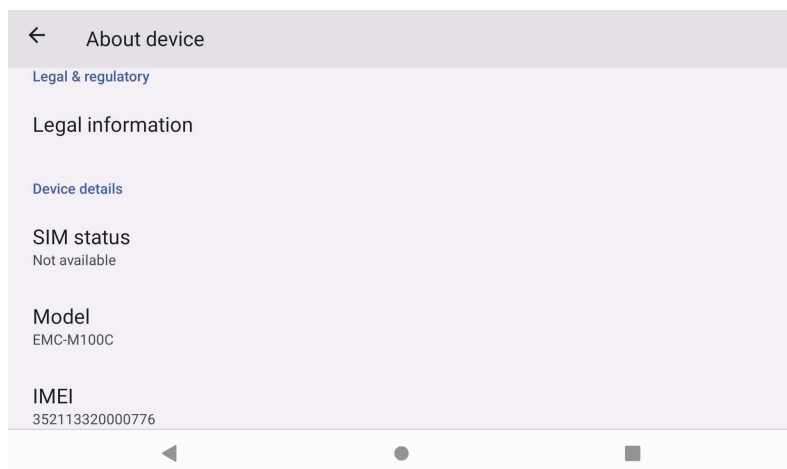 About device
Legal & regulatory
Legal information
Device details
SIM status
Not available
Model
EMC-M100C
IMEI
352113320000776